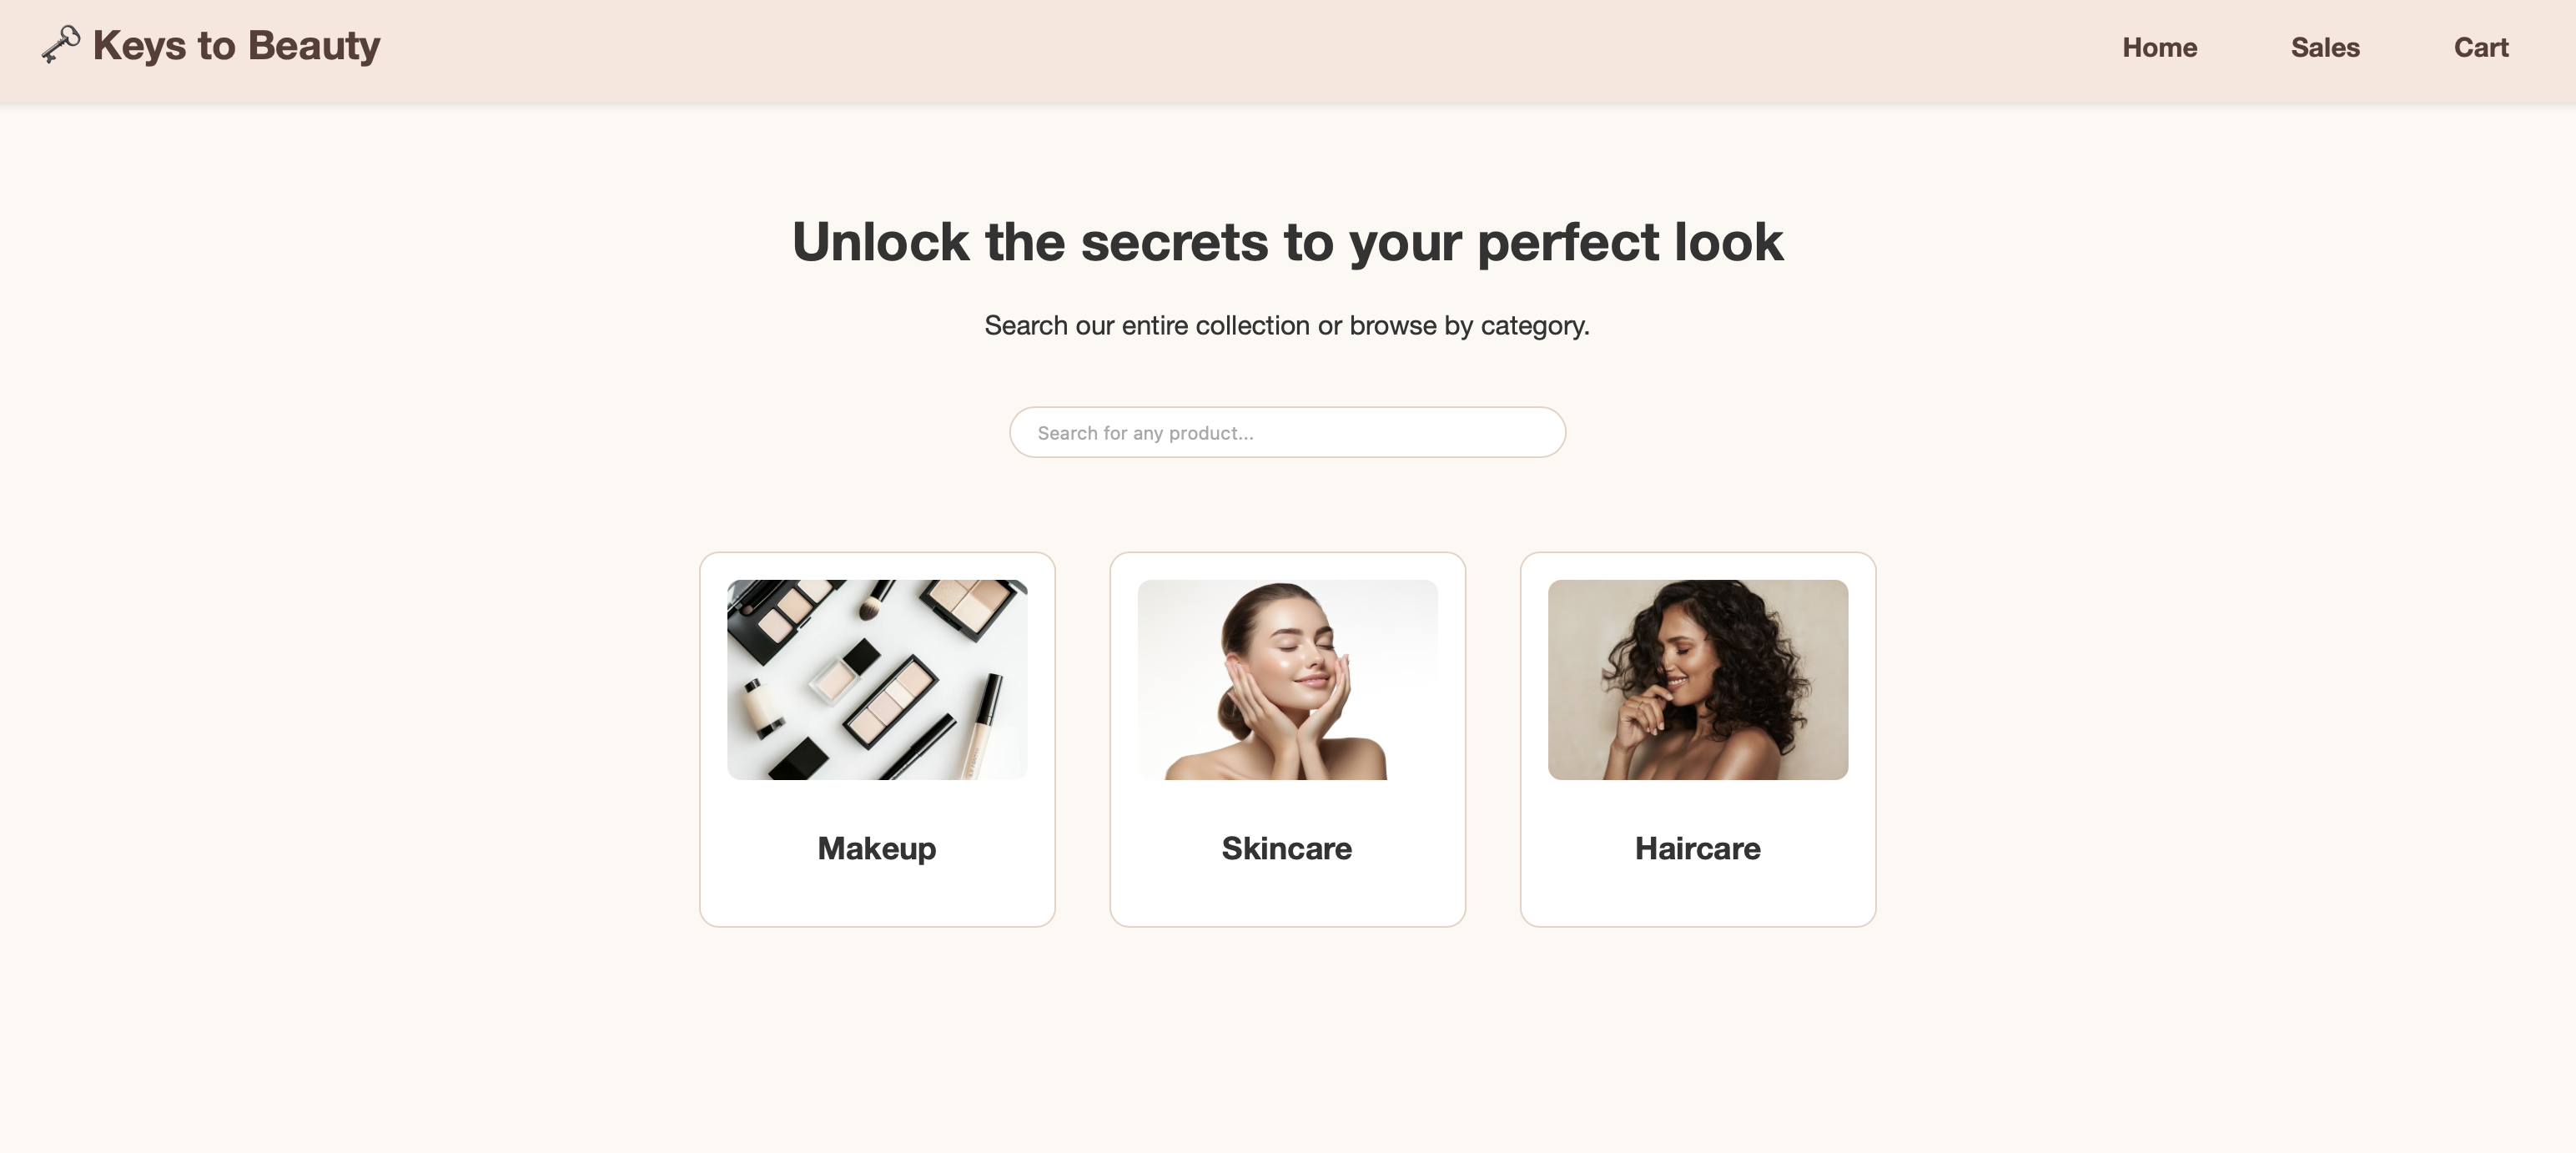 Keys to Beauty
Home
Sales
Cart
Unlock the secrets to your perfect look
Search our entire collection or browse by category.
Search for any product...
Makeup
Skincare
Haircare